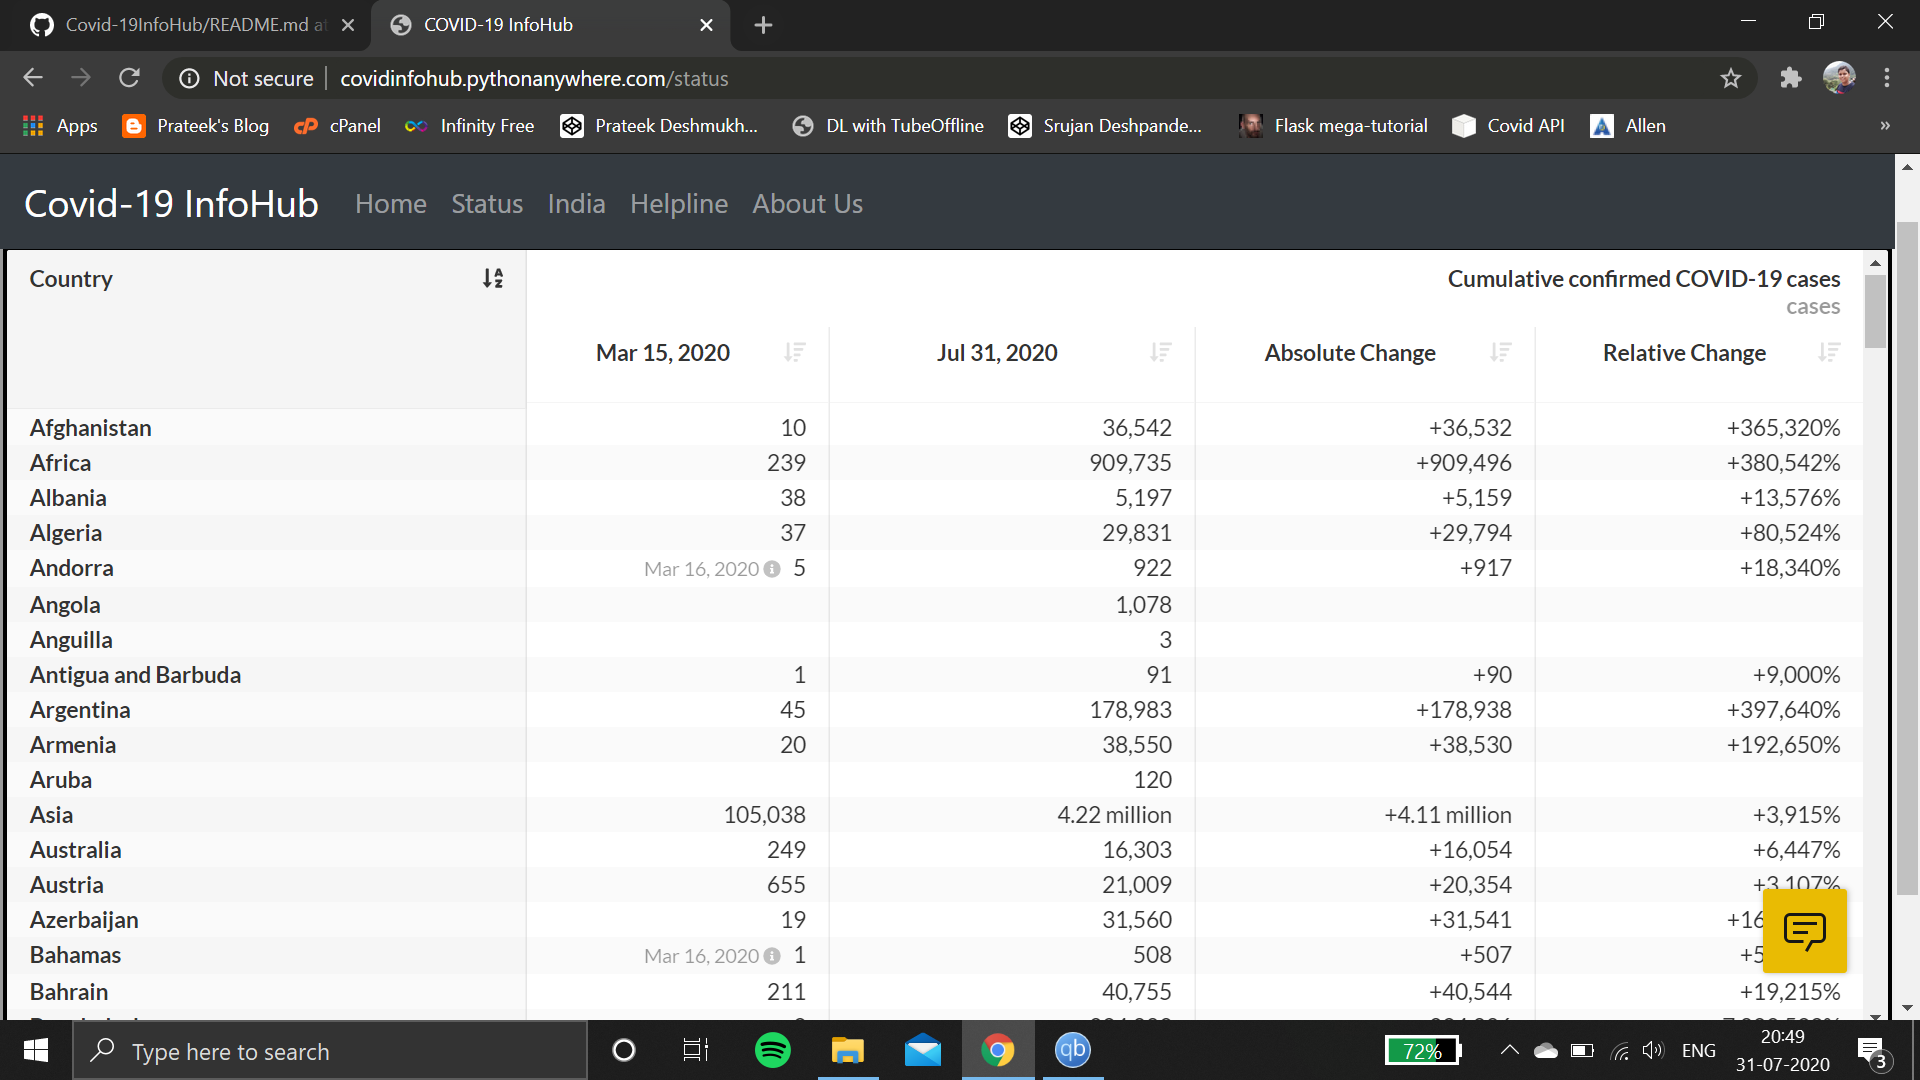 Covid-19InfoHub/README.md at
COVID-19 InfoHub
Not secure | covidinfohub.pythonanywhere.com/status
Apps Prateek's Blog cPanel Infinity Free Prateek Deshmukh... DL with TubeOffline Srujan Deshpande... Flask mega-tutorial Covid API Allen »
Covid-19 InfoHub Home Status India Helpline About Us
Country Cumulative confirmed COVID-19 cases
cases
Mar 15, 2020 Jul 31, 2020 Absolute Change Relative Change
Afghanistan 10 36,542 +36,532 +365,320%
Africa 239 909,735 +909,496 +380,542%
Albania 38 5,197 +5,159 +13,576%
Algeria 37 29,831 +29,794 +80,524%
Andorra Mar 16, 2020 5 922 +917 +18,340%
Angola 1,078
Anguilla 3
Antigua and Barbuda 1 91 +90 +9,000%
Argentina 45 178,983 +178,938 +397,640%
Armenia 20 38,550 +38,530 +192,650%
Aruba 120
Asia 105,038 4.22 million +4.11 million +3,915%
Australia 249 16,303 +16,054 +6,447%
Austria 655 21,009 +20,354 +3,107%
Azerbaijan 19 31,560 +31,541 +16
Bahamas Mar 16, 2020 1 508 +507 +5
Bahrain 211 40,755 +40,544 +19,215%
Type here to search qb 72% ENG 20:49
31-07-2020 3